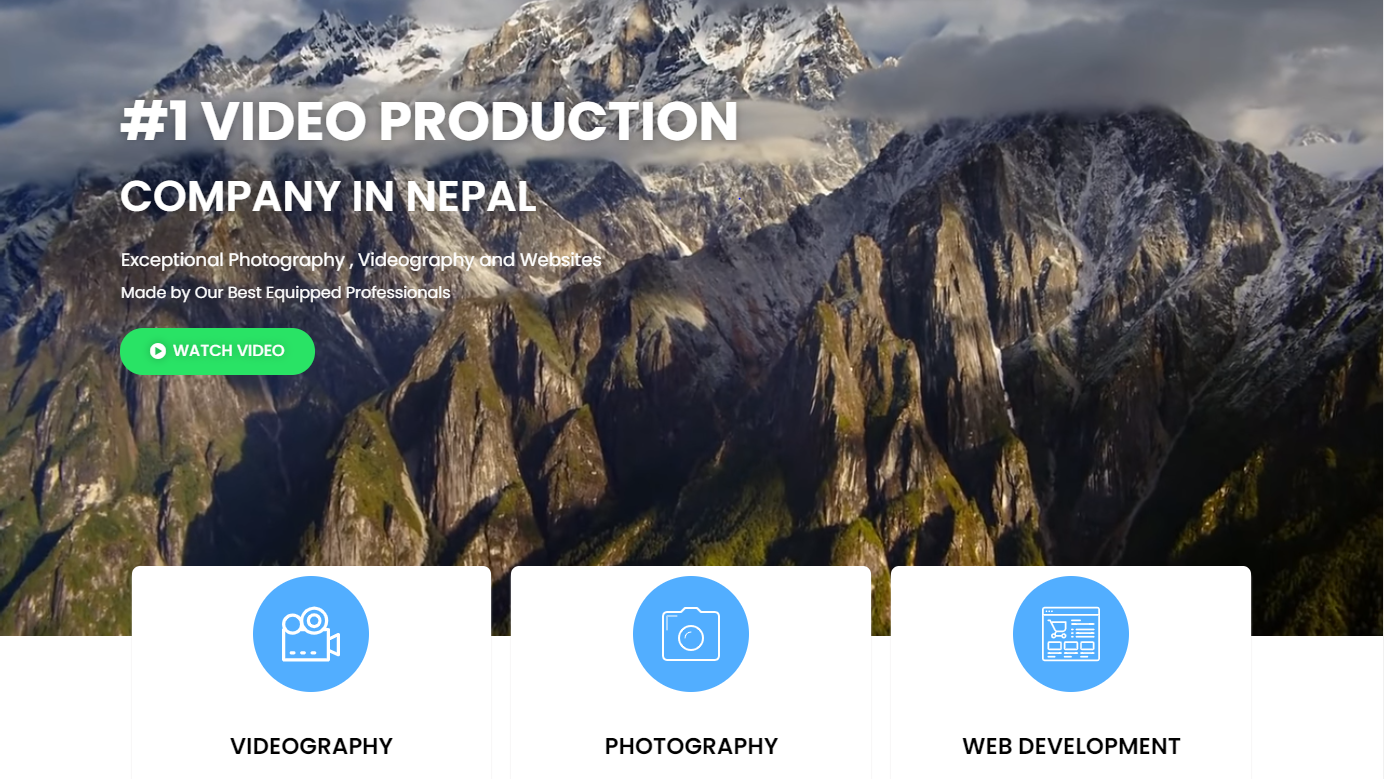 #1 VIDEO PRODUCTION
COMPANY IN NEPAL
Exceptional Photography , Videography and Websites
Made by Our Best Equipped Professionals
WATCH VIDEO
VIDEOGRAPHY
PHOTOGRAPHY
WEB DEVELOPMENT